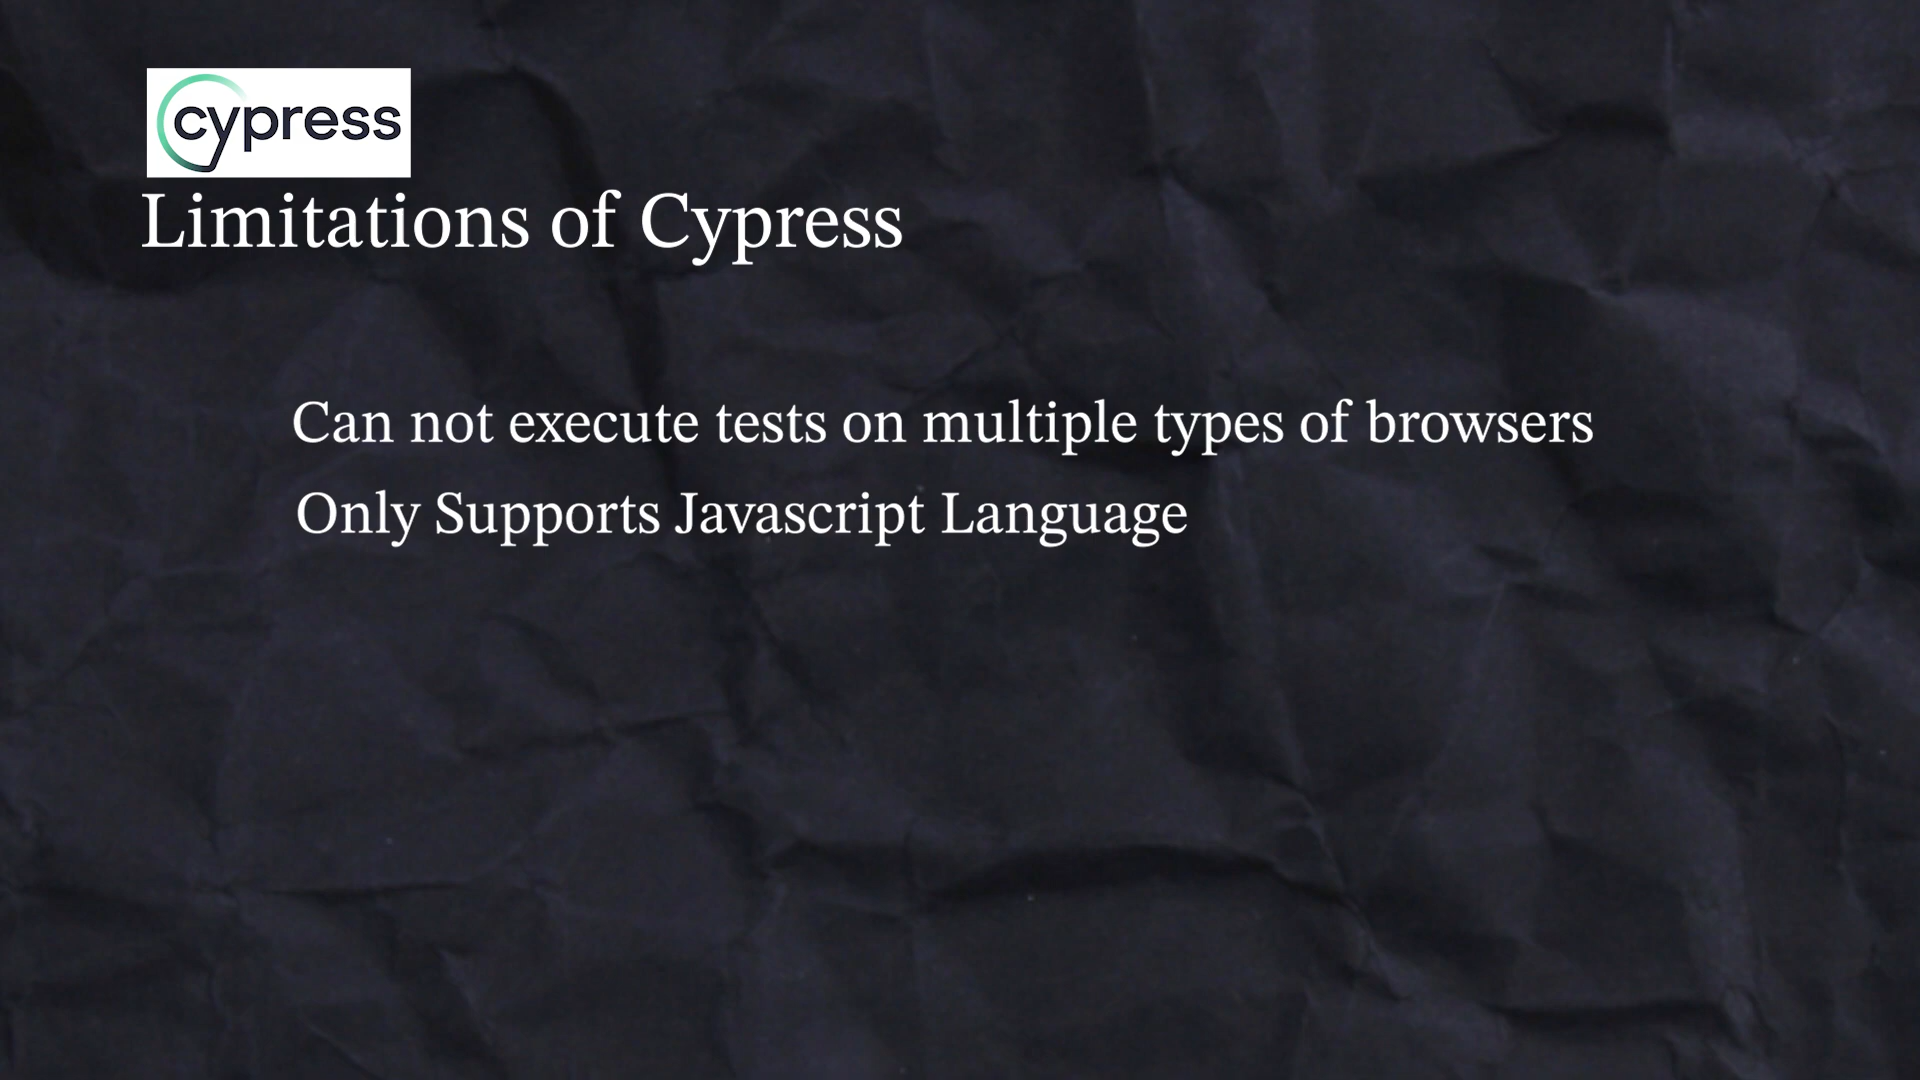 cypress
Limitations of Cypress
Can not execute tests on multiple types of browsers
Only Supports Javascript Language